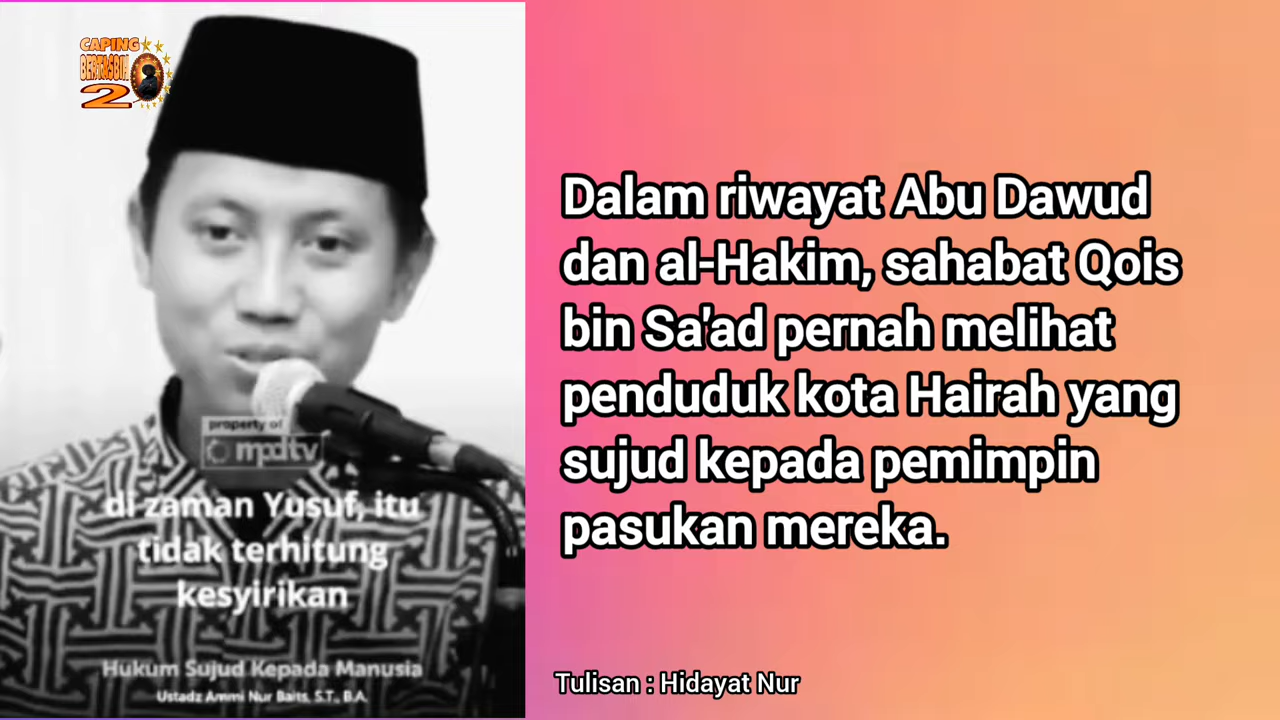 CAPING
BERTASBIH
2
property of
mpdtv
di zaman Yusuf, itu
tidak terhitung
kesyirikan
Hukum Sujud Kepada Manusia
Ustadz Ammi Nur Baits, S.T., B.A.
Dalam riwayat Abu Dawud
dan al-Hakim, sahabat Qois
bin Sa'ad pernah melihat
penduduk kota Hairah yang
sujud kepada pemimpin
pasukan mereka.
Tulisan : Hidayat Nur